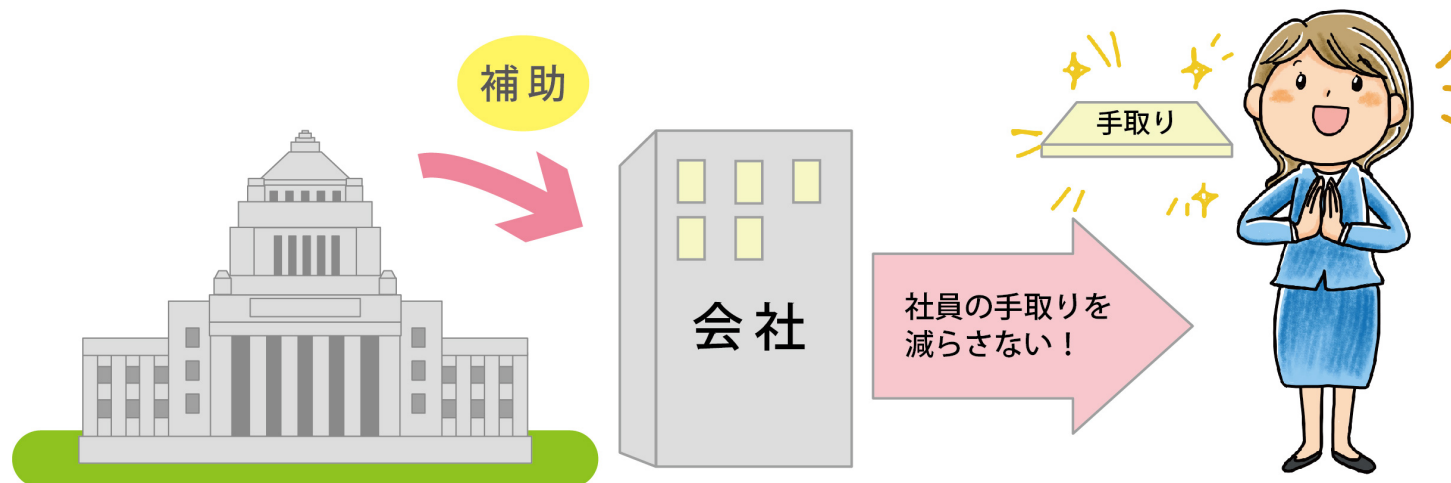 補助
会社
社員の手取りを
減らさない！
手取り